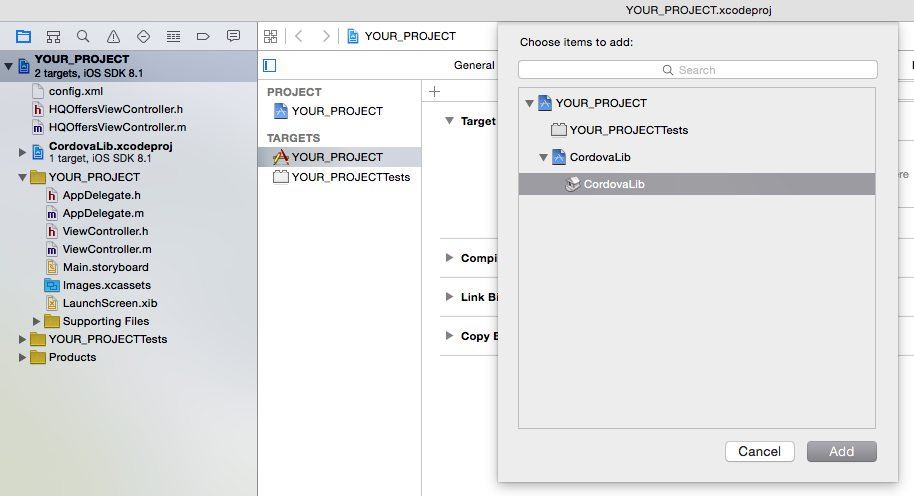 YOUR_PROJECT.xcodeproj
YOUR_PROJECT
2 targets, iOS SDK 8.1
config.xml
HQOffersViewController.h
HQOffersViewController.m
CordovaLib.xcodeproj
1 target, iOS SDK 8.1
YOUR_PROJECT
AppDelegate.h
AppDelegate.m
ViewController.h
ViewController.m
Main.storyboard
Images.xcassets
LaunchScreen.xib
Supporting Files
YOUR_PROJECTTests
Products
YOUR_PROJECT
General
PROJECT
YOUR_PROJECT
TARGETS
YOUR_PROJECT
YOUR_PROJECTTests
Target
Compi
Link Bi
Copy B
Choose items to add:
Search
YOUR_PROJECT
YOUR_PROJECTTests
CordovaLib
CordovaLib
Cancel
Add
ere